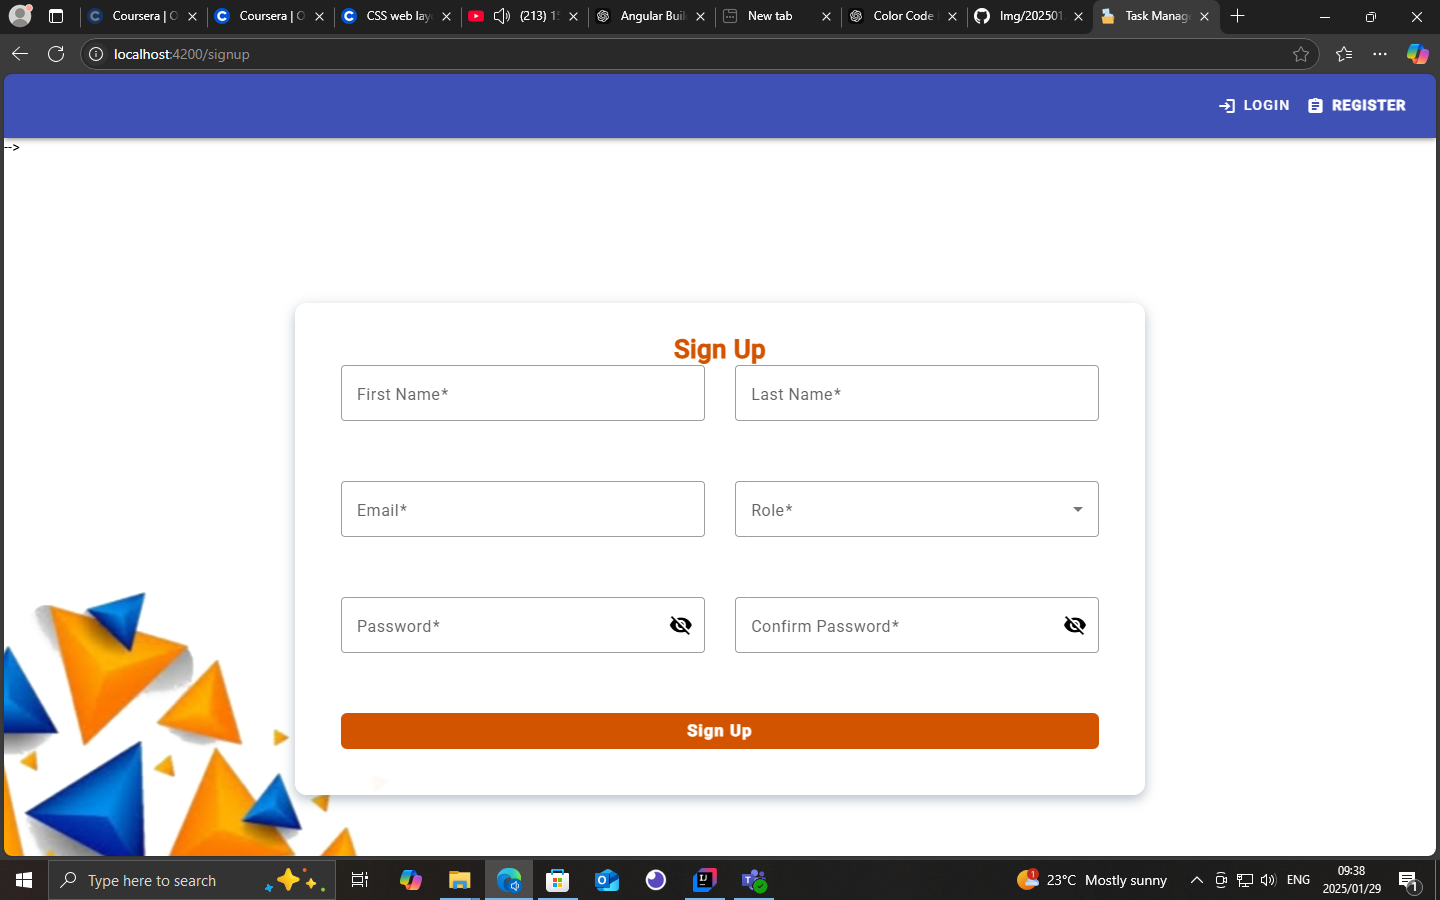 Coursera | O
Coursera | O
CSS web lay
(213) 1
Angular Buil
New tab
Color Code
Img/202501
Task Manag
localhost:4200/signup
LOGIN
REGISTER
-->
Sign Up
First Name*
Last Name*
Email*
Role*
Password*
Confirm Password*
Sign Up
Type here to search
1
23°C Mostly sunny
ENG
09:38
2025/01/29
1